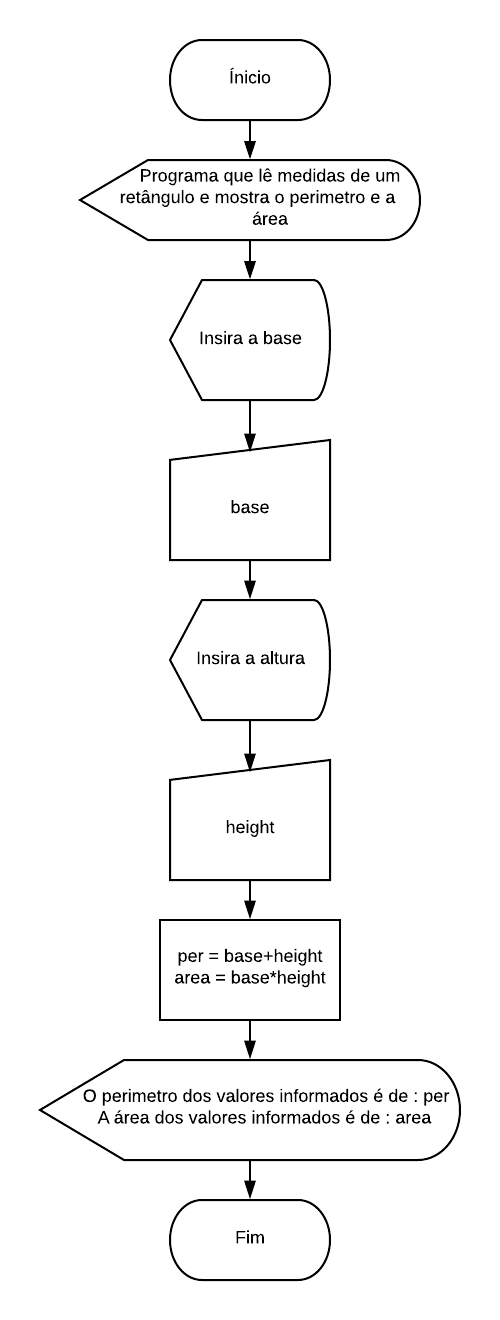 Ínicio
Programa que lê medidas de um
retângulo e mostra o perimetro e a
área
Insira a base
base
Insira a altura
height
per = base+height
area = base*height
O perimetro dos valores informados é de : per
A área dos valores informados é de : area
Fim